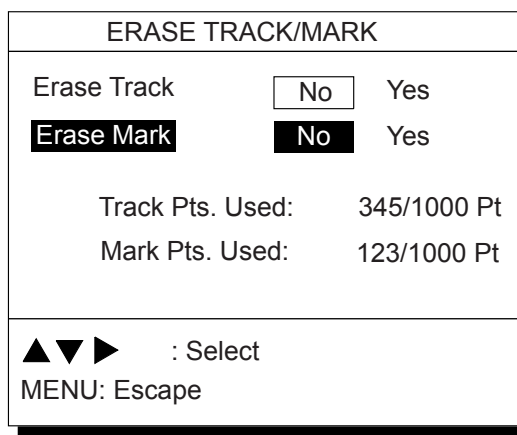 ERASE TRACK/MARK
Erase Track No Yes
Erase Mark No Yes
Track Pts. Used: 345/1000 Pt
Mark Pts. Used: 123/1000 Pt
▲▼▶ : Select
MENU: Escape